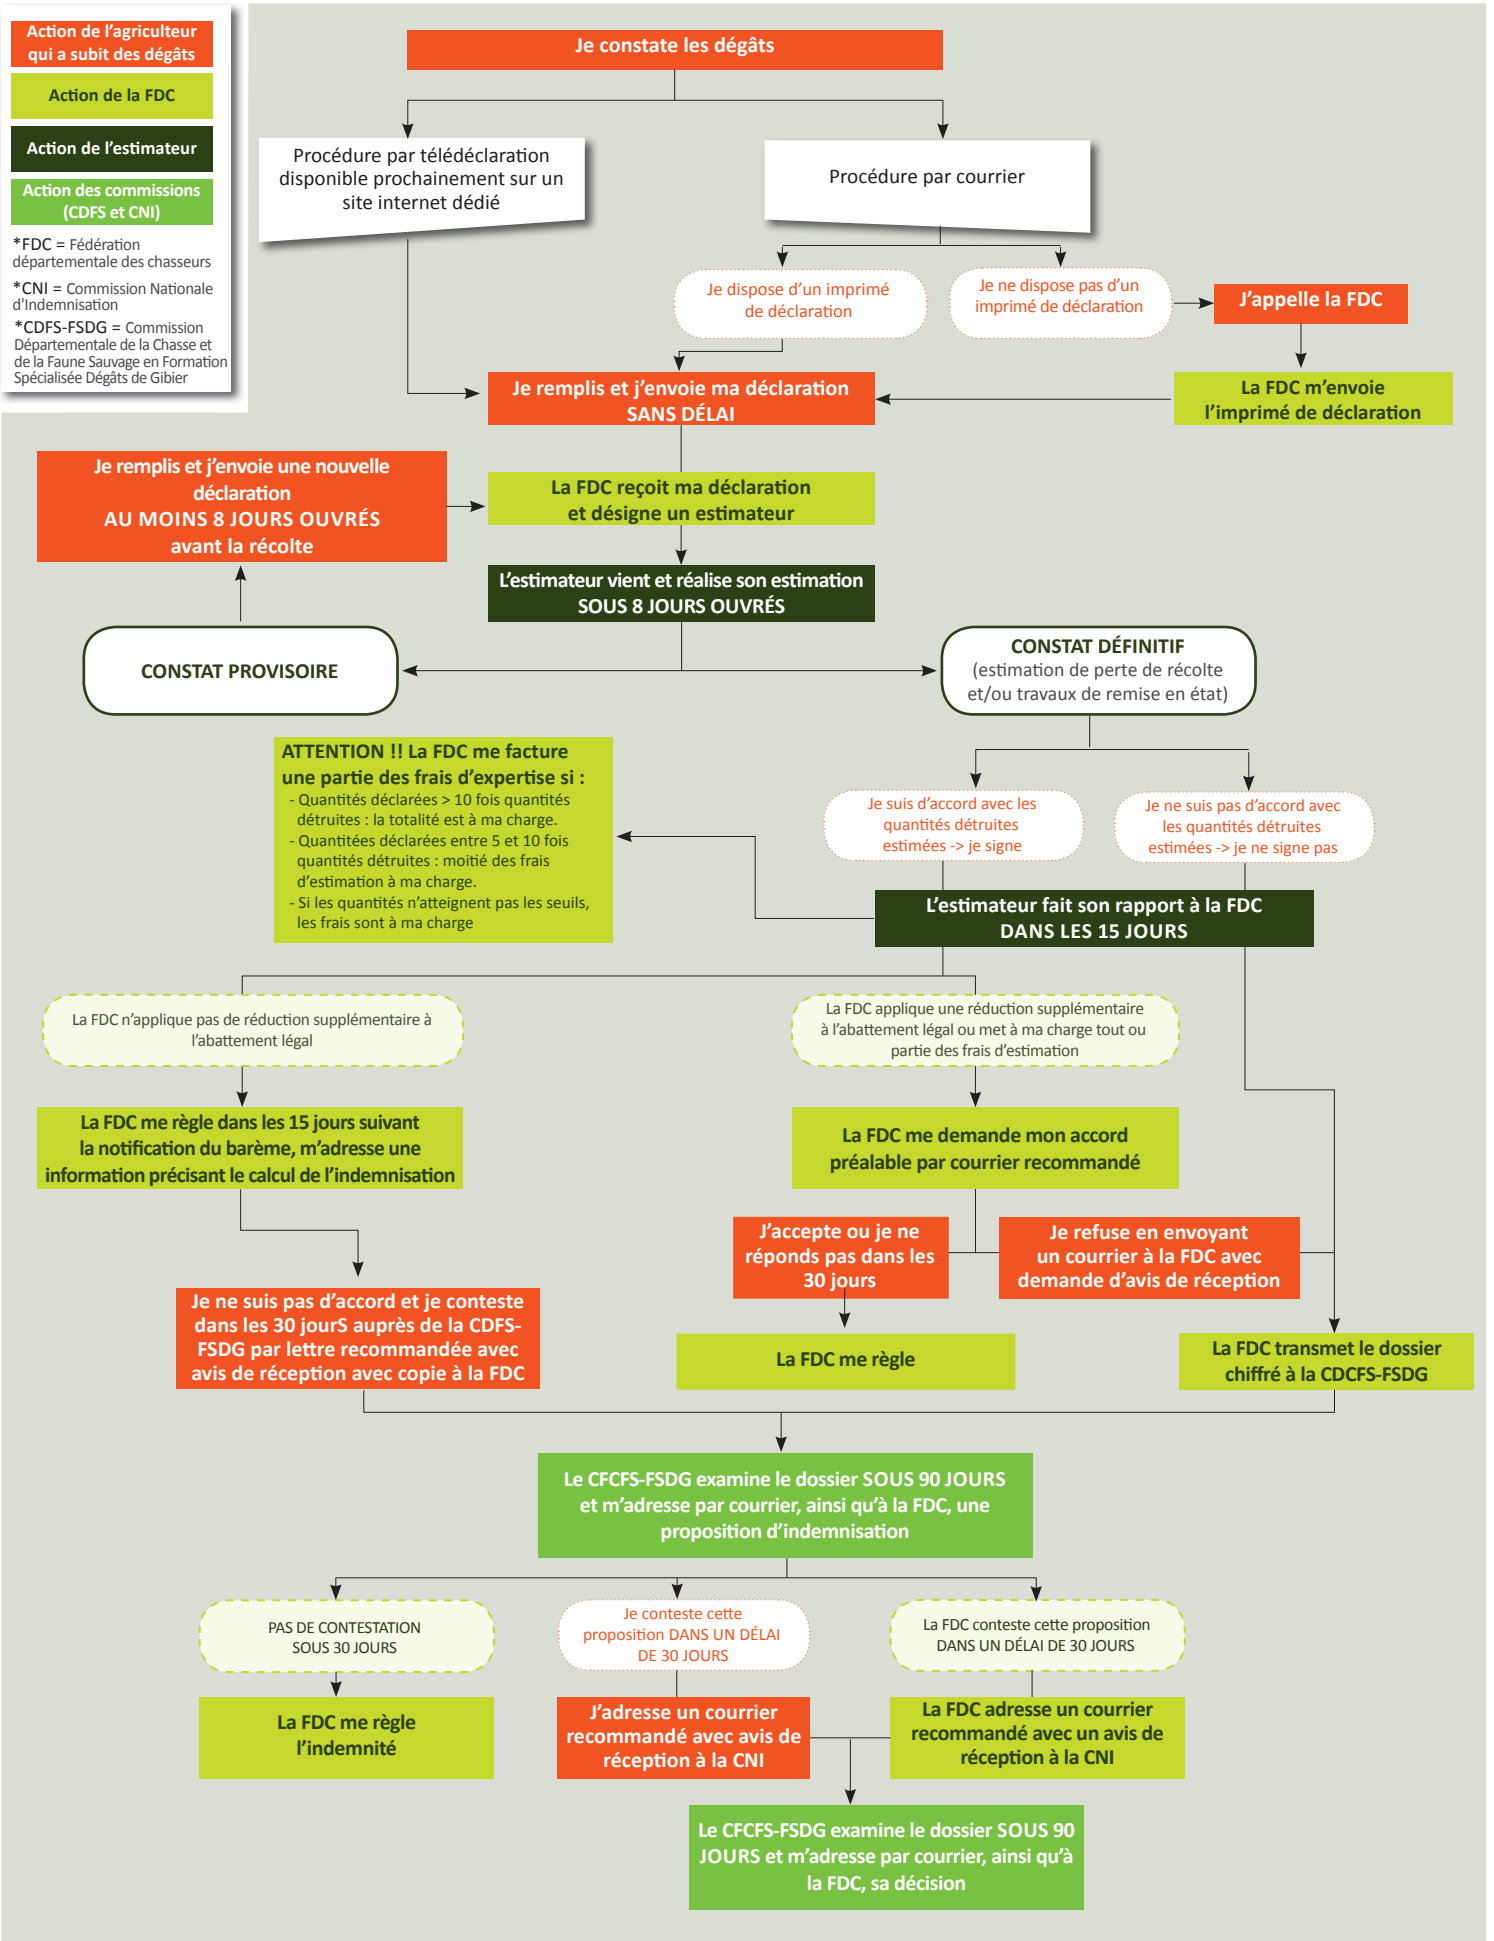 Action de l'agriculteur
qui a subit des dégâts
Action de la FDC
Action de l'estimateur
Action des commissions
(CDFS et CNI)
*FDC = Fédération
départementale des chasseurs
*CNI = Commission Nationale
d'Indemnisation
*CDFS-FSDG = Commission
Départementale de la Chasse et
de la Faune Sauvage en Formation
Spécialisée Dégâts de Gibier
Je constate les dégâts
Procédure par télédéclaration
disponible prochainement sur un
site internet dédié
Procédure par courrier
Je dispose d'un imprimé
de déclaration
Je ne dispose pas d'un
imprimé de déclaration
J'appelle la FDC
La FDC m'envoie
l'imprimé de déclaration
Je remplis et j'envoie ma déclaration
SANS DÉLAI
Je remplis et j'envoie une nouvelle
déclaration
AU MOINS 8 JOURS OUVRÉS
avant la récolte
La FDC reçoit ma déclaration
et désigne un estimateur
L'estimateur vient et réalise son estimation
SOUS 8 JOURS OUVRÉS
CONSTAT PROVISOIRE
CONSTAT DÉFINITIF
(estimation de perte de récolte
et/ou travaux de remise en état)
ATTENTION !! La FDC me facture
une partie des frais d'expertise si :
- Quantités déclarées > 10 fois quantités
détruites : la totalité est à ma charge.
- Quantitées déclarées entre 5 et 10 fois
quantités détruites : moitié des frais
d'estimation à ma charge.
- Si les quantités n'atteignent pas les seuils,
les frais sont à ma charge
Je suis d'accord avec les
quantités détruites
estimées -> je signe
Je ne suis pas d'accord avec
les quantités détruites
estimées -> je ne signe pas
L'estimateur fait son rapport à la FDC
DANS LES 15 JOURS
La FDC n'applique pas de réduction supplémentaire à
l'abattement légal
La FDC applique une réduction supplémentaire
à l'abattement légal ou met à ma charge tout ou
partie des frais d'estimation
La FDC me règle dans les 15 jours suivant
la notification du barème, m'adresse une
information précisant le calcul de l'indemnisation
La FDC me demande mon accord
préalable par courrier recommandé
J'accepte ou je ne
réponds pas dans les
30 jours
Je refuse en envoyant
un courrier à la FDC avec
demande d'avis de réception
Je ne suis pas d'accord et je conteste
dans les 30 jourS auprès de la CDFS-
FSDG par lettre recommandée avec
avis de réception avec copie à la FDC
La FDC me règle
La FDC transmet le dossier
chiffré à la CDCFS-FSDG
Le CFCFS-FSDG examine le dossier SOUS 90 JOURS
et m'adresse par courrier, ainsi qu'à la FDC, une
proposition d'indemnisation
PAS DE CONTESTATION
SOUS 30 JOURS
Je conteste cette
proposition DANS UN DÉLAI
DE 30 JOURS
La FDC conteste cette proposition
DANS UN DÉLAI DE 30 JOURS
La FDC me règle
l'indemnité
J'adresse un courrier
recommandé avec avis de
réception à la CNI
La FDC adresse un courrier
recommandé avec un avis de
réception à la CNI
Le CFCFS-FSDG examine le dossier SOUS 90
JOURS et m'adresse par courrier, ainsi qu'à
la FDC, sa décision